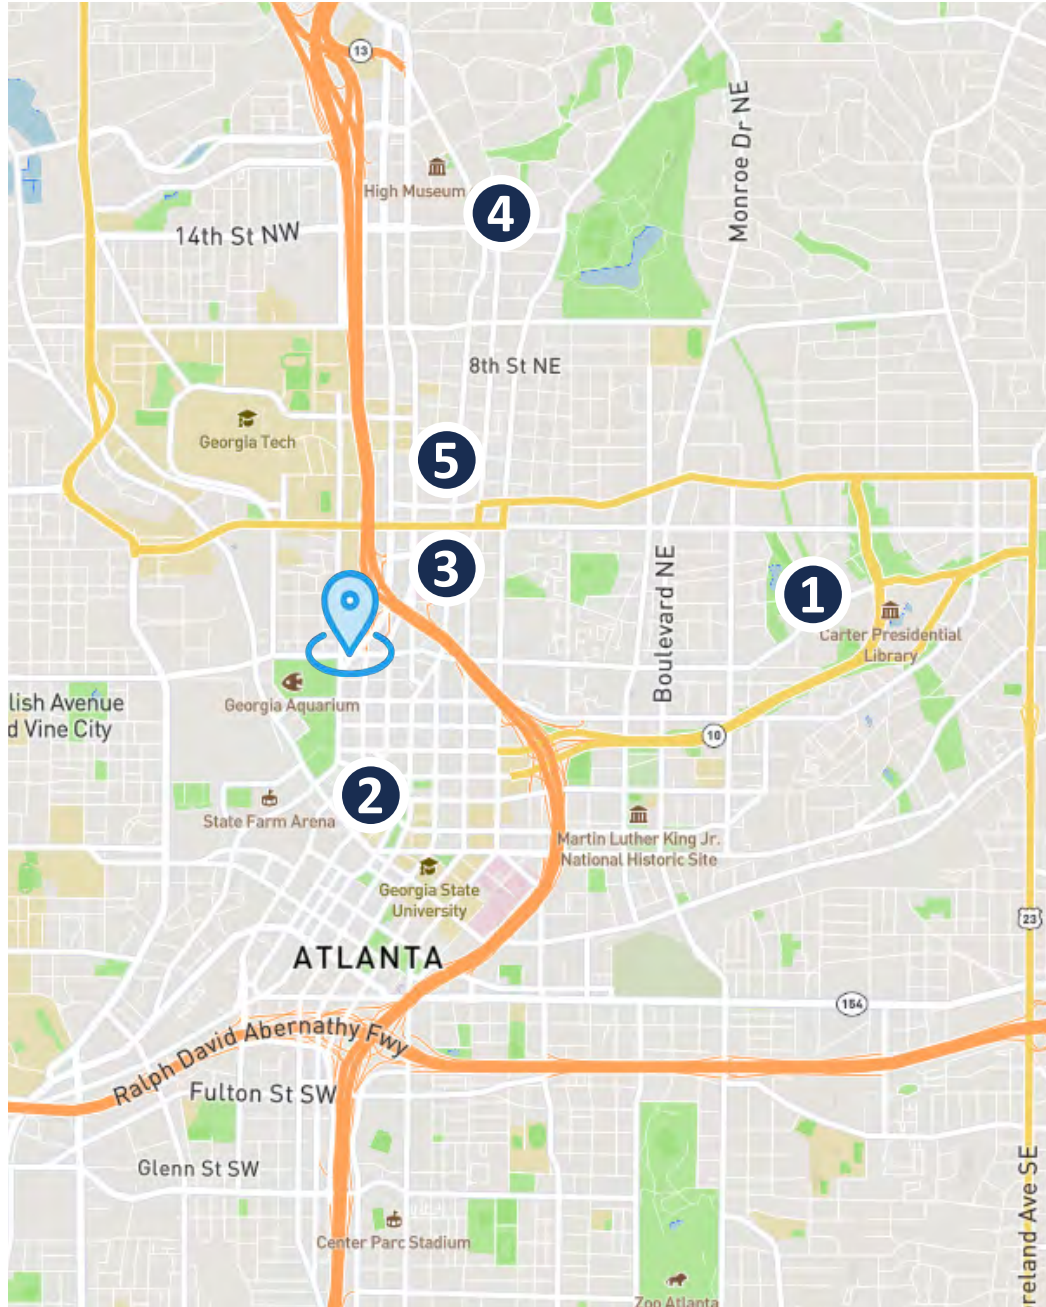 13
High Museum
4
Monroe Dr NE
14th St NW
8th St NE
Georgia Tech
5
3
1
Boulevard NE
Carter Presidential
Library
Georgia Aquarium
lish Avenue
d Vine City
10
2
State Farm Arena
Martin Luther King Jr.
National Historic Site
Georgia State
University
23
ATLANTA
154
Ralph David Abernathy Fwy
Fulton St SW
Glenn St SW
reland Ave SE
Center Parc Stadium
Zoo Atlanta